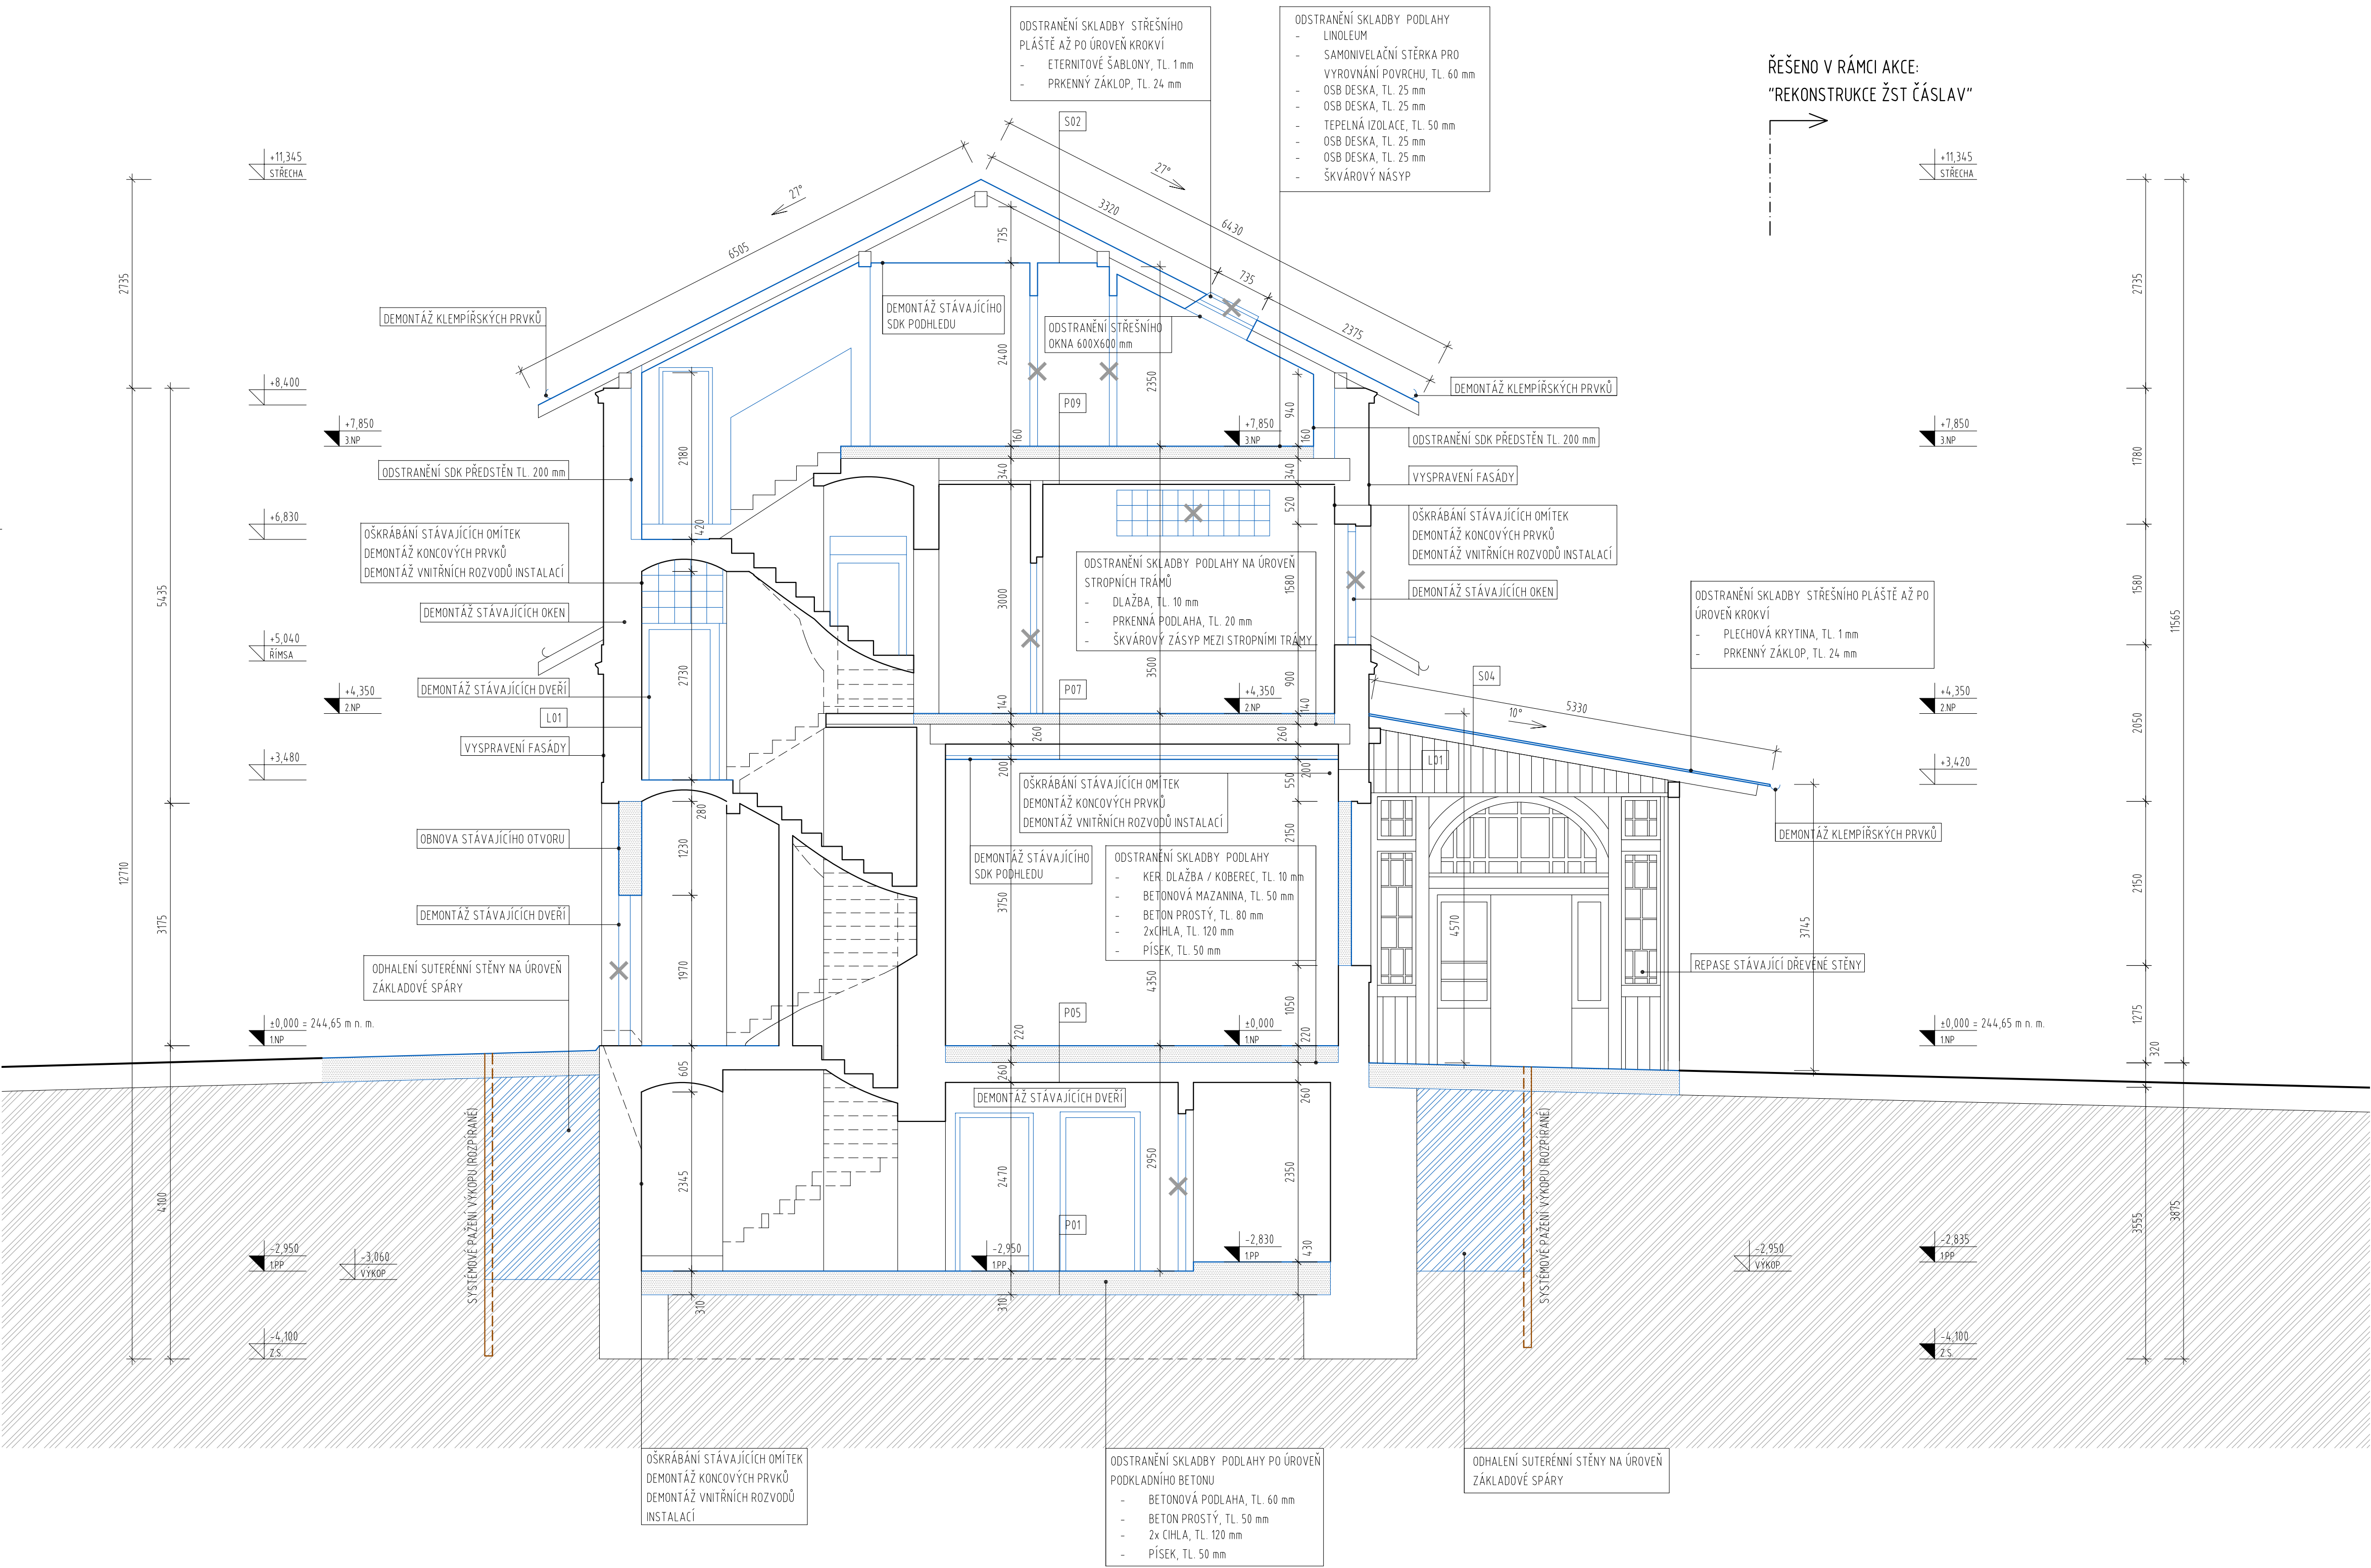 ODSTRANĚNÍ SKLADBY STŘEŠNÍHO
PLÁŠTĚ AŽ PO ÚROVEŇ KROKVÍ
- ETERNITOVÉ ŠABLONY, TL. 1 mm
- PRKENNÝ ZÁKLOP, TL. 24 mm
ODSTRANĚNÍ SKLADBY PODLAHY
- LINOLEUM
- SAMONIVELAČNÍ STĚRKA PRO
VYROVNÁNÍ POVRCHU, TL. 60 mm
- OSB DESKA, TL. 25 mm
- OSB DESKA, TL. 25 mm
- TEPELNÁ IZOLACE, TL. 50 mm
- OSB DESKA, TL. 25 mm
- OSB DESKA, TL. 25 mm
- ŠKVÁROVÝ NÁSYP
ŘEŠENO V RÁMCI AKCE:
"REKONSTRUKCE ŽST ČÁSLAV"
S02
+11,345
STŘECHA
+11,345
STŘECHA
27°
27°
6505
3320
6430
735
2375
735
2735
2735
DEMONTÁŽ KLEMPÍŘSKÝCH PRVKŮ
DEMONTÁŽ STÁVAJÍCÍHO
SDK PODHLEDU
ODSTRANĚNÍ STŘEŠNÍHO
OKNA 600X600 mm
2400
2350
+8,400
DEMONTÁŽ KLEMPÍŘSKÝCH PRVKŮ
P09
940
+7,850
3.NP
+7,850
3.NP
+7,850
3.NP
160
160
ODSTRANĚNÍ SDK PŘEDSTĚN TL. 200 mm
1780
2180
ODSTRANĚNÍ SDK PŘEDSTĚN TL. 200 mm
340
340
VYSPRAVENÍ FASÁDY
+6,830
420
520
OŠKRÁBÁNÍ STÁVAJÍCÍCH OMÍTEK
DEMONTÁŽ KONCOVÝCH PRVKŮ
DEMONTÁŽ VNITŘNÍCH ROZVODŮ INSTALACÍ
OŠKRÁBÁNÍ STÁVAJÍCÍCH OMÍTEK
DEMONTÁŽ KONCOVÝCH PRVKŮ
DEMONTÁŽ VNITŘNÍCH ROZVODŮ INSTALACÍ
ODSTRANĚNÍ SKLADBY PODLAHY NA ÚROVEŇ
STROPNÍCH TRÁMŮ
- DLAŽBA, TL. 10 mm
- PRKENNÁ PODLAHA, TL. 20 mm
- ŠKVÁROVÝ ZÁSYP MEZI STROPNÍMI TRÁMY
5435
DEMONTÁŽ STÁVAJÍCÍCH OKEN
3000
1580
DEMONTÁŽ STÁVAJÍCÍCH OKEN
ODSTRANĚNÍ SKLADBY STŘEŠNÍHO PLÁŠTĚ AŽ PO
ÚROVEŇ KROKVÍ
- PLECHOVÁ KRYTINA, TL. 1 mm
- PRKENNÝ ZÁKLOP, TL. 24 mm
1580
11565
+5,040
ŘÍMSA
2730
3500
900
S04
DEMONTÁŽ STÁVAJÍCÍCH DVEŘÍ
+4,350
2.NP
P07
+4,350
2.NP
+4,350
2.NP
140
140
5330
10°
L01
2050
VYSPRAVENÍ FASÁDY
260
260
+3,480
+3,420
200
200
L01
550
280
OŠKRÁBÁNÍ STÁVAJÍCÍCH OMÍTEK
DEMONTÁŽ KONCOVÝCH PRVKŮ
DEMONTÁŽ VNITŘNÍCH ROZVODŮ INSTALACÍ
OBNOVA STÁVAJÍCÍHO OTVORU
1230
2150
DEMONTÁŽ KLEMPÍŘSKÝCH PRVKŮ
12710
DEMONTÁŽ STÁVAJÍCÍHO
SDK PODHLEDU
ODSTRANĚNÍ SKLADBY PODLAHY
- KER. DLAŽBA / KOBEREC, TL. 10 mm
- BETONOVÁ MAZANINA, TL. 50 mm
- BETON PROSTÝ, TL. 80 mm
- 2xCIHLA, TL. 120 mm
- PÍSEK, TL. 50 mm
2150
3175
DEMONTÁŽ STÁVAJÍCÍCH DVEŘÍ
3750
4570
3745
1970
4350
ODHALENÍ SUTERÉNNÍ STĚNY NA ÚROVEŇ
ZÁKLADOVÉ SPÁRY
REPASE STÁVAJÍCÍ DŘEVĚNÉ STĚNY
1050
1275
P05
±0,000 = 244,65 m n. m.
1.NP
±0,000
1.NP
±0,000 = 244,65 m n. m.
1.NP
220
220
320
605
260
260
DEMONTÁŽ STÁVAJÍCÍCH DVEŘÍ
SYSTÉMOVÉ PAŽENÍ VÝKOPU (ROZPÍRANÉ)
SYSTÉMOVÉ PAŽENÍ VÝKOPU (ROZPÍRANÉ)
4100
2345
2470
2950
2350
3555
3875
P01
-2,950
1.PP
-3,060
VÝKOP
-2,950
1.PP
-2,830
1.PP
430
-2,950
VÝKOP
-2,835
1.PP
310
310
-4,100
Z.S.
-4,100
Z.S.
OŠKRÁBÁNÍ STÁVAJÍCÍCH OMÍTEK
DEMONTÁŽ KONCOVÝCH PRVKŮ
DEMONTÁŽ VNITŘNÍCH ROZVODŮ
INSTALACÍ
ODSTRANĚNÍ SKLADBY PODLAHY PO ÚROVEŇ
PODKLADNÍHO BETONU
- BETONOVÁ PODLAHA, TL. 60 mm
- BETON PROSTÝ, TL. 50 mm
- 2x CIHLA, TL. 120 mm
- PÍSEK, TL. 50 mm
ODHALENÍ SUTERÉNNÍ STĚNY NA ÚROVEŇ
ZÁKLADOVÉ SPÁRY